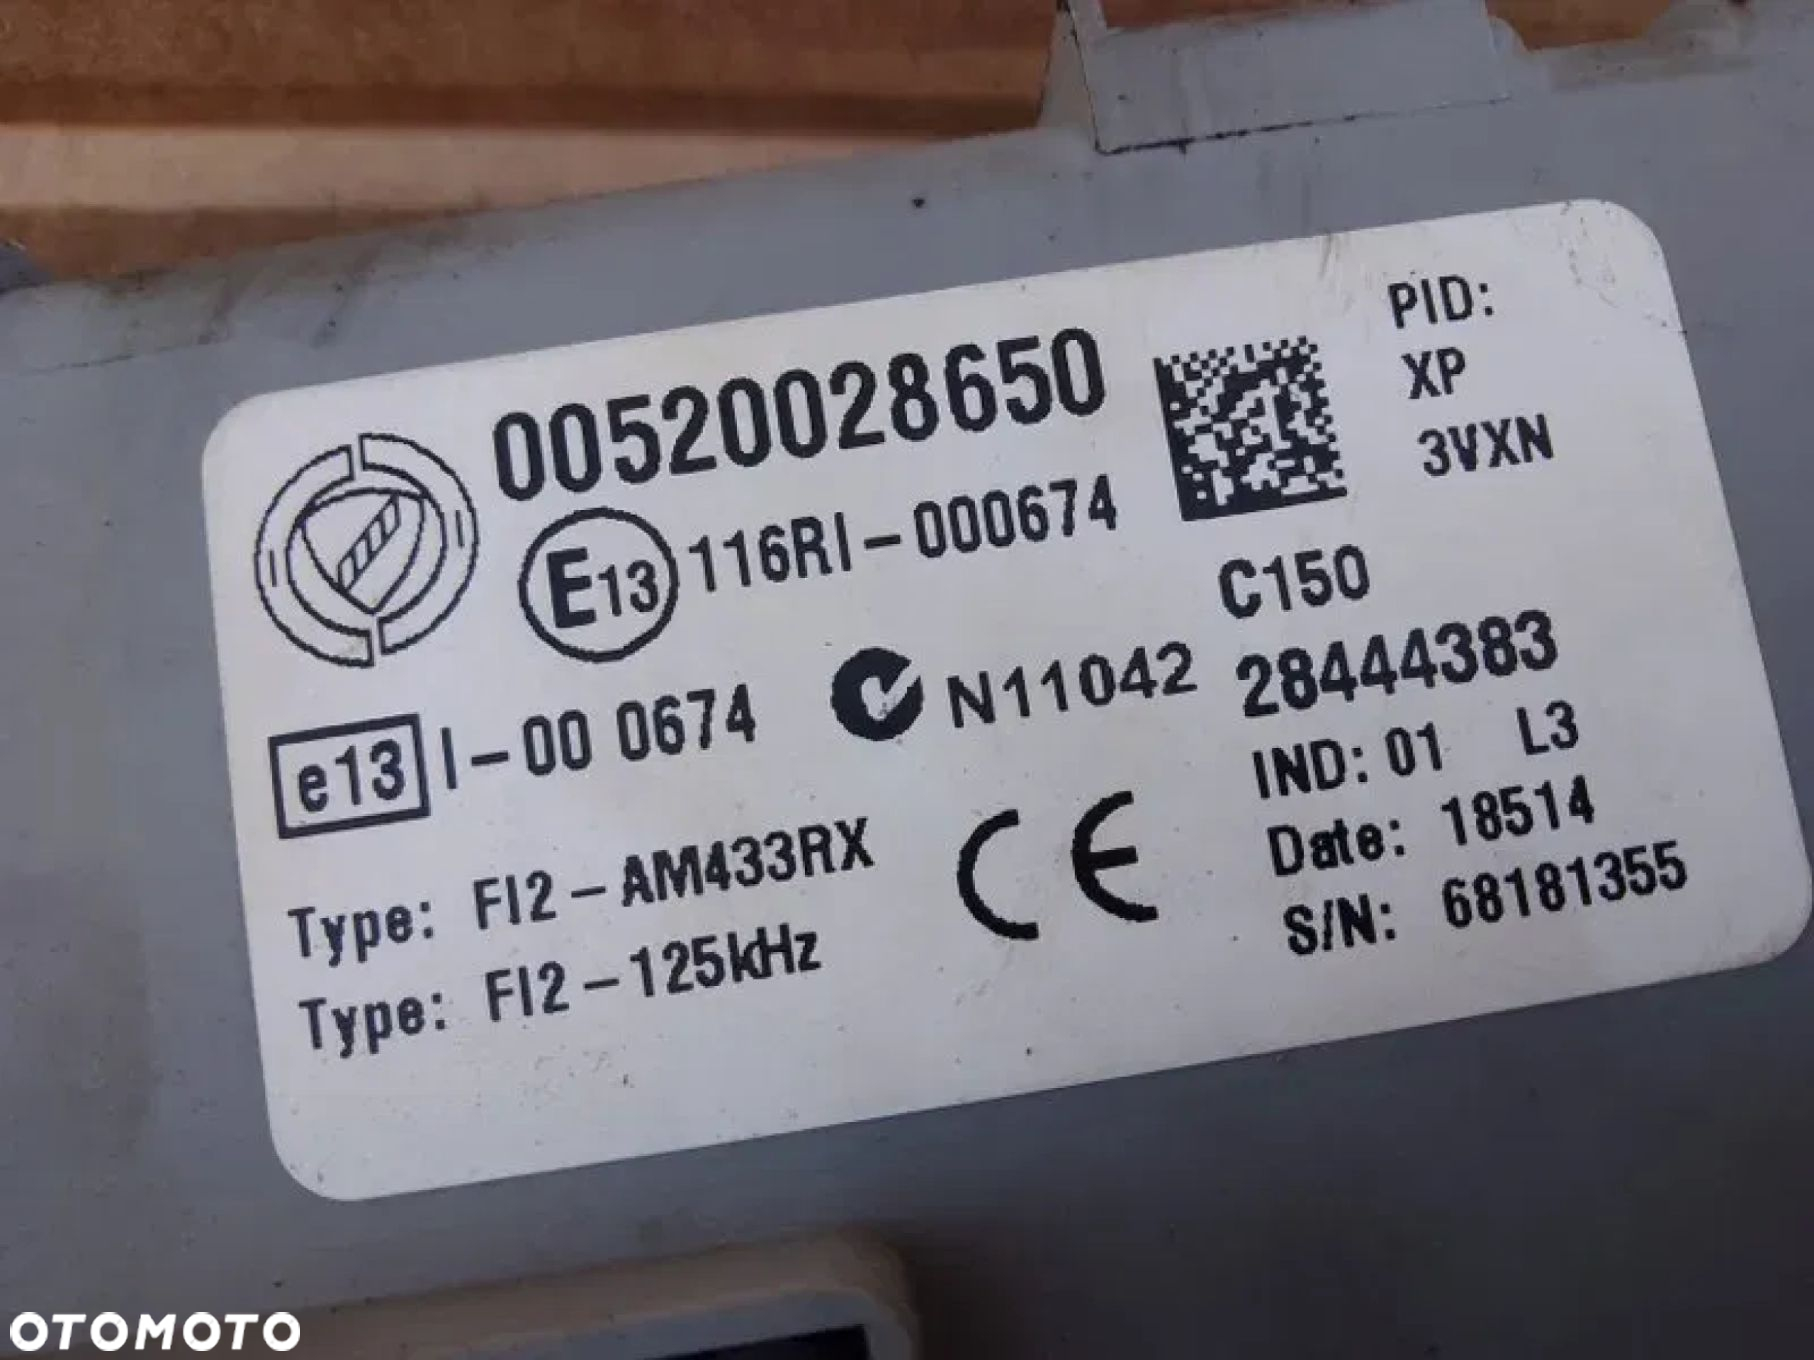 00520028650
E13 116RI-000674
e13 I-00 0674
N11042
Type: FI2-AM433RX
Type: FI2-125kHz
CE
PID:
XP
3VXN
C150
28444383
IND: 01 L3
Date: 18514
S/N: 68181355
OTOMOTO